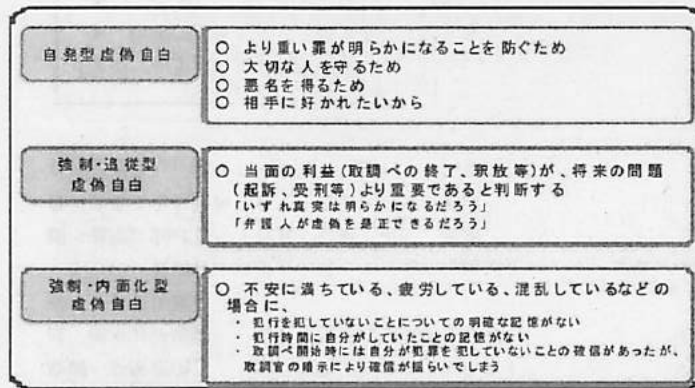 自発型虚偽自白
○ より重い罪が明らかになることを防ぐため
○ 大切な人を守るため
○ 悪名を得るため
○ 相手に好かれたいから
強制・追従型
虚偽自白
○ 当面の利益(取調べの終了、釈放等)が、将来の問題
(起訴、受刑等)より重要であると判断する
「いずれ真実は明らかになるだろう」
「弁護人が虚偽を是正できるだろう」
強制・内面化型
虚偽自白
○ 不安に満ちている、疲労している、混乱しているなどの
場合に、
・ 犯行を犯していないことについての明確な記憶がない
・ 犯行時間に自分がしていたことの記憶がない
・ 取調べ開始時には自分が犯罪を犯していないことの確信があったが、
取調官の暗示により確信が揺らいでしまう